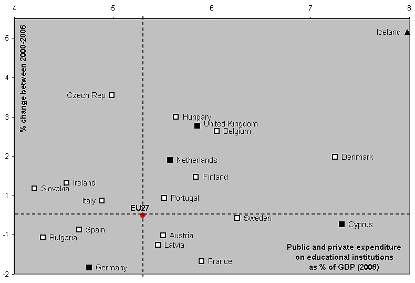 4 5 6 7 8
Iceland
5
% change between 2000-2006
4
Czech Rep
3
Hungary
United Kingdom
Belgium
2
Netherlands
Denmark
Finland
Ireland
Slovakia
1
Italy
Portugal
EU27
Sweden
Cyprus
Spain
-1
Bulgaria
Austria
Latvia
Public and private expenditure
on educational institutions
as % of GDP (2006)
France
Germany
-2